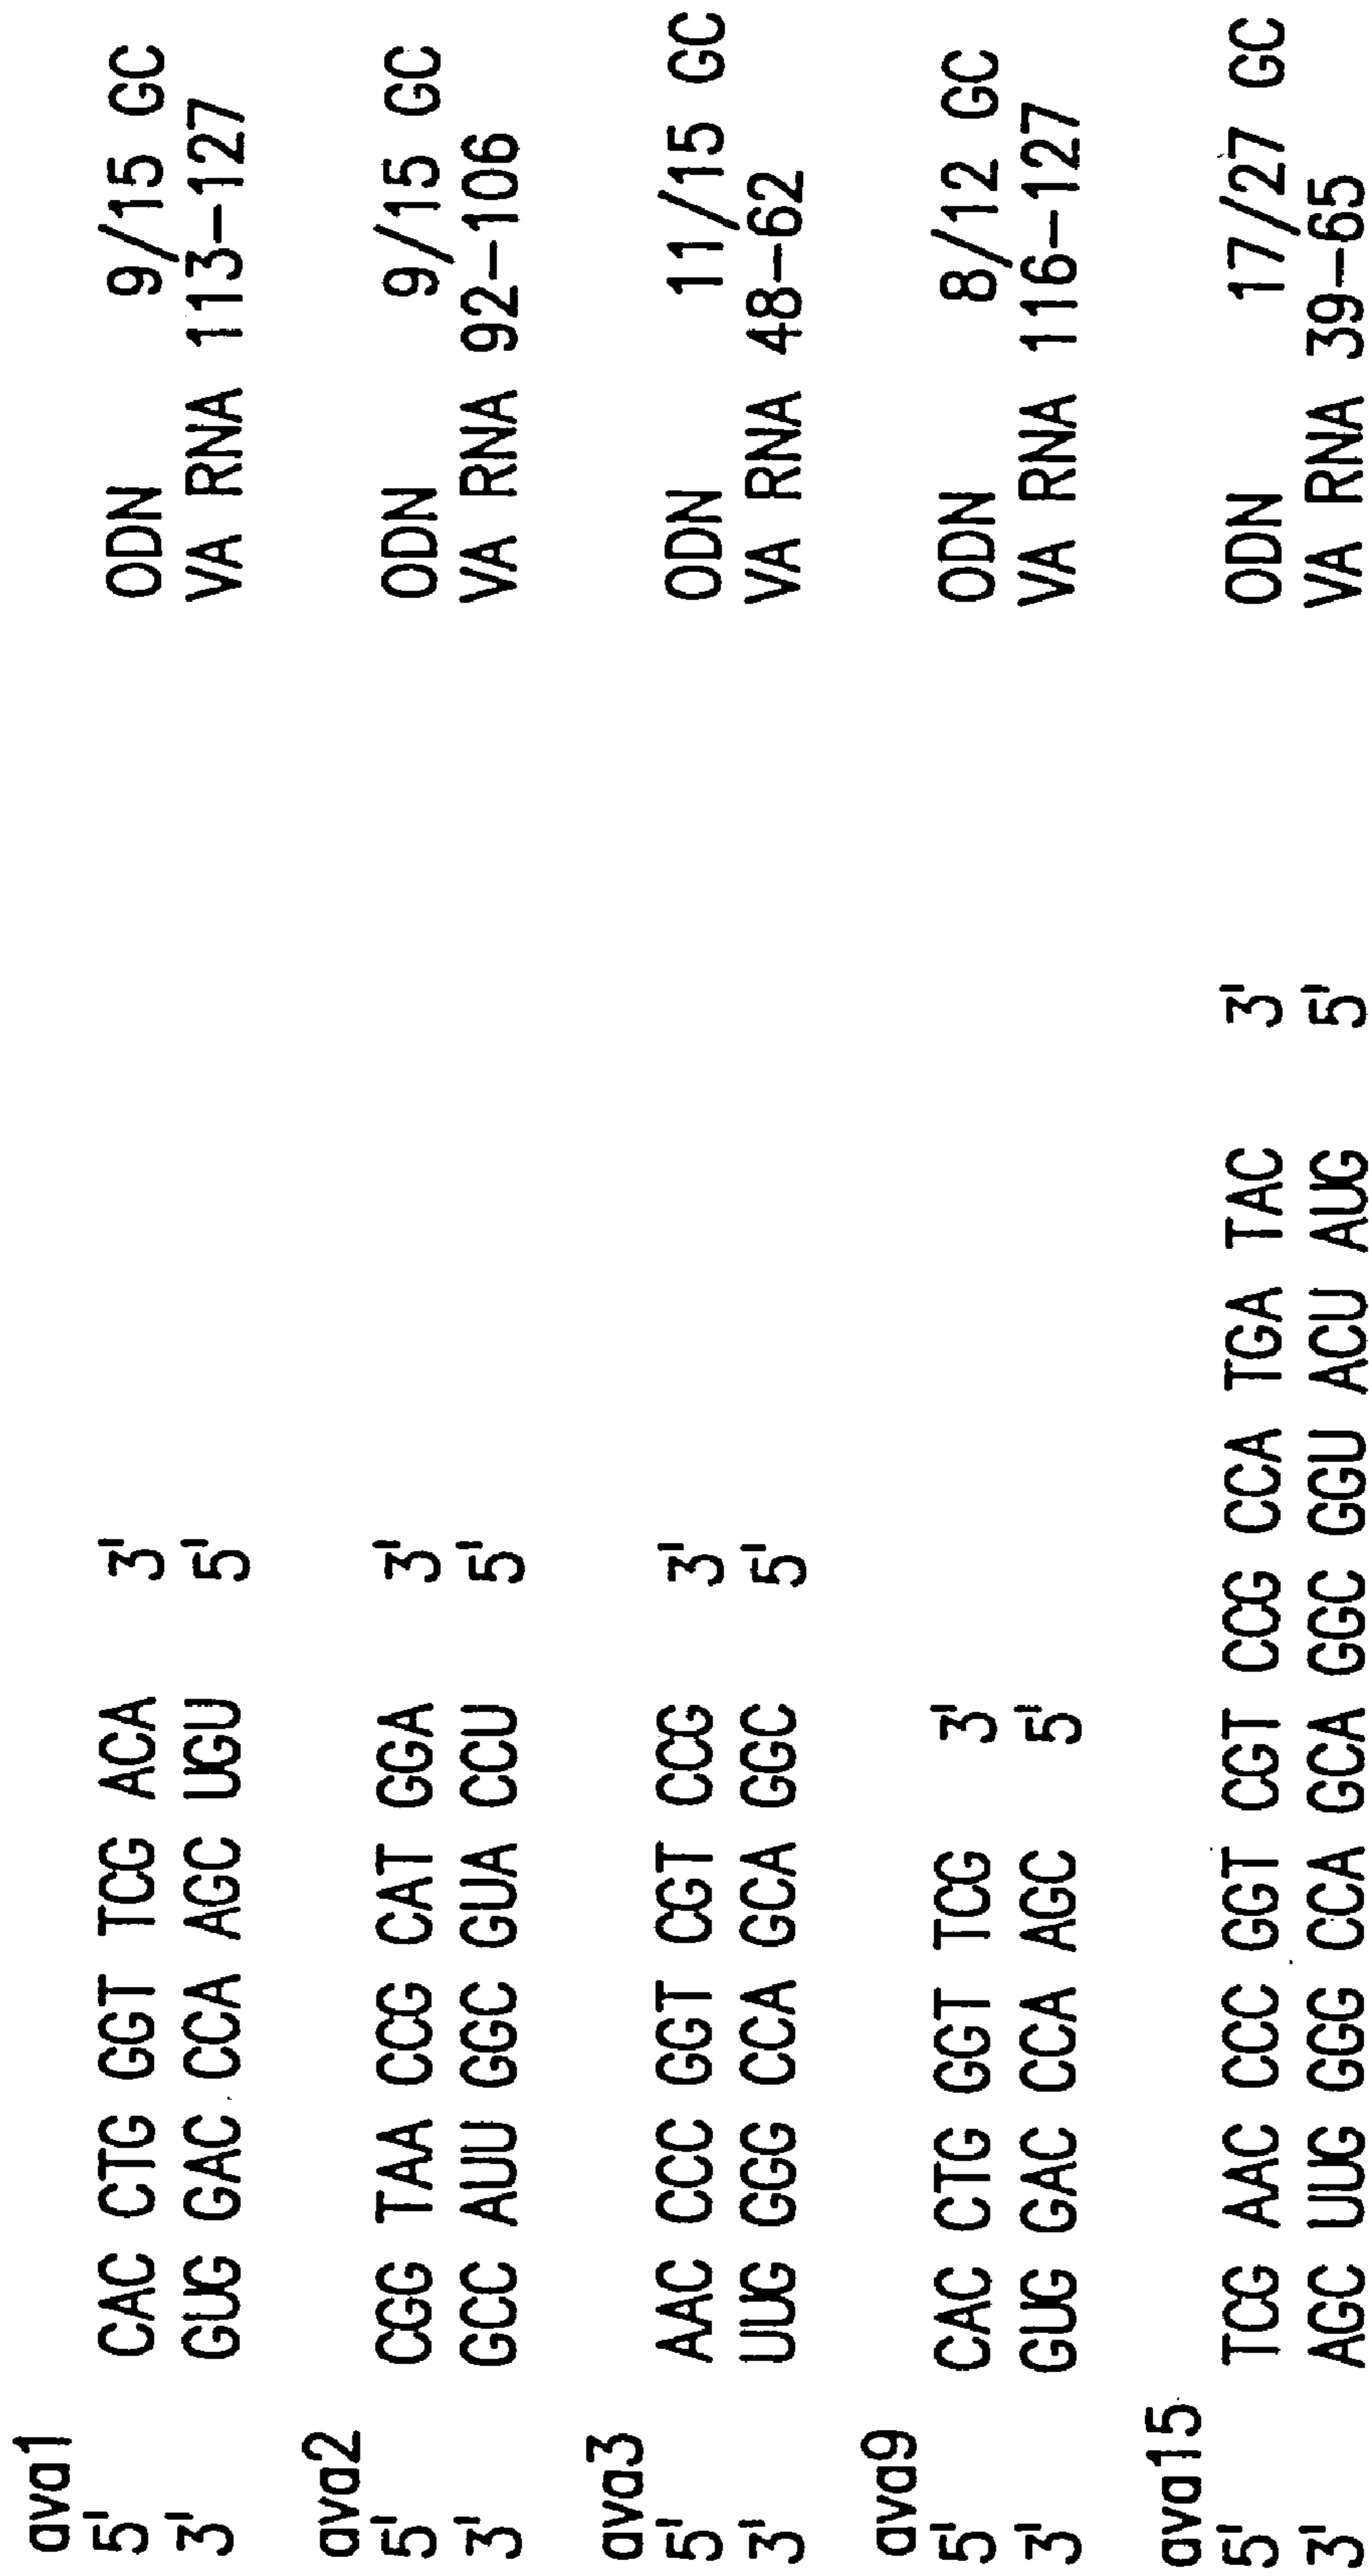 ava1
5' CAC CTG GGT TCG ACA 3' ODN 9/15 GC
3' GUG GAC CCA AGC UGU 5' VA RNA 113–127
ava2
5' CGG TAA CCG CAT GGA 3' ODN 9/15 GC
3' GCC AUU GGC GUA CCU 5' VA RNA 92–106
ava3
5' AAC CCC GGT CGT CCG 3' ODN 11/15 GC
3' UUG GGG CCA GCA GGC 5' VA RNA 48–62
ava9
5' CAC CTG GGT TCG 3' ODN 8/12 GC
3' GUG GAC CCA AGC 5' VA RNA 116–127
ava15
5' TCG AAC CCC GGT CGT CCG CCA TGA TAC 3' ODN 17/27 GC
3' AGC UUG GGG CCA GCA GGC GGU ACU AUG 5' VA RNA 39–65